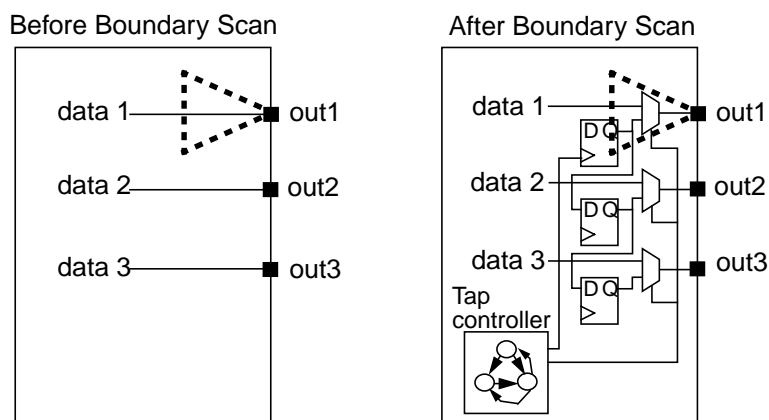 Before Boundary Scan
data 1
out1
data 2
out2
data 3
out3
After Boundary Scan
data 1
out1
D Q
data 2
out2
D Q
data 3
out3
D Q
Tap
controller